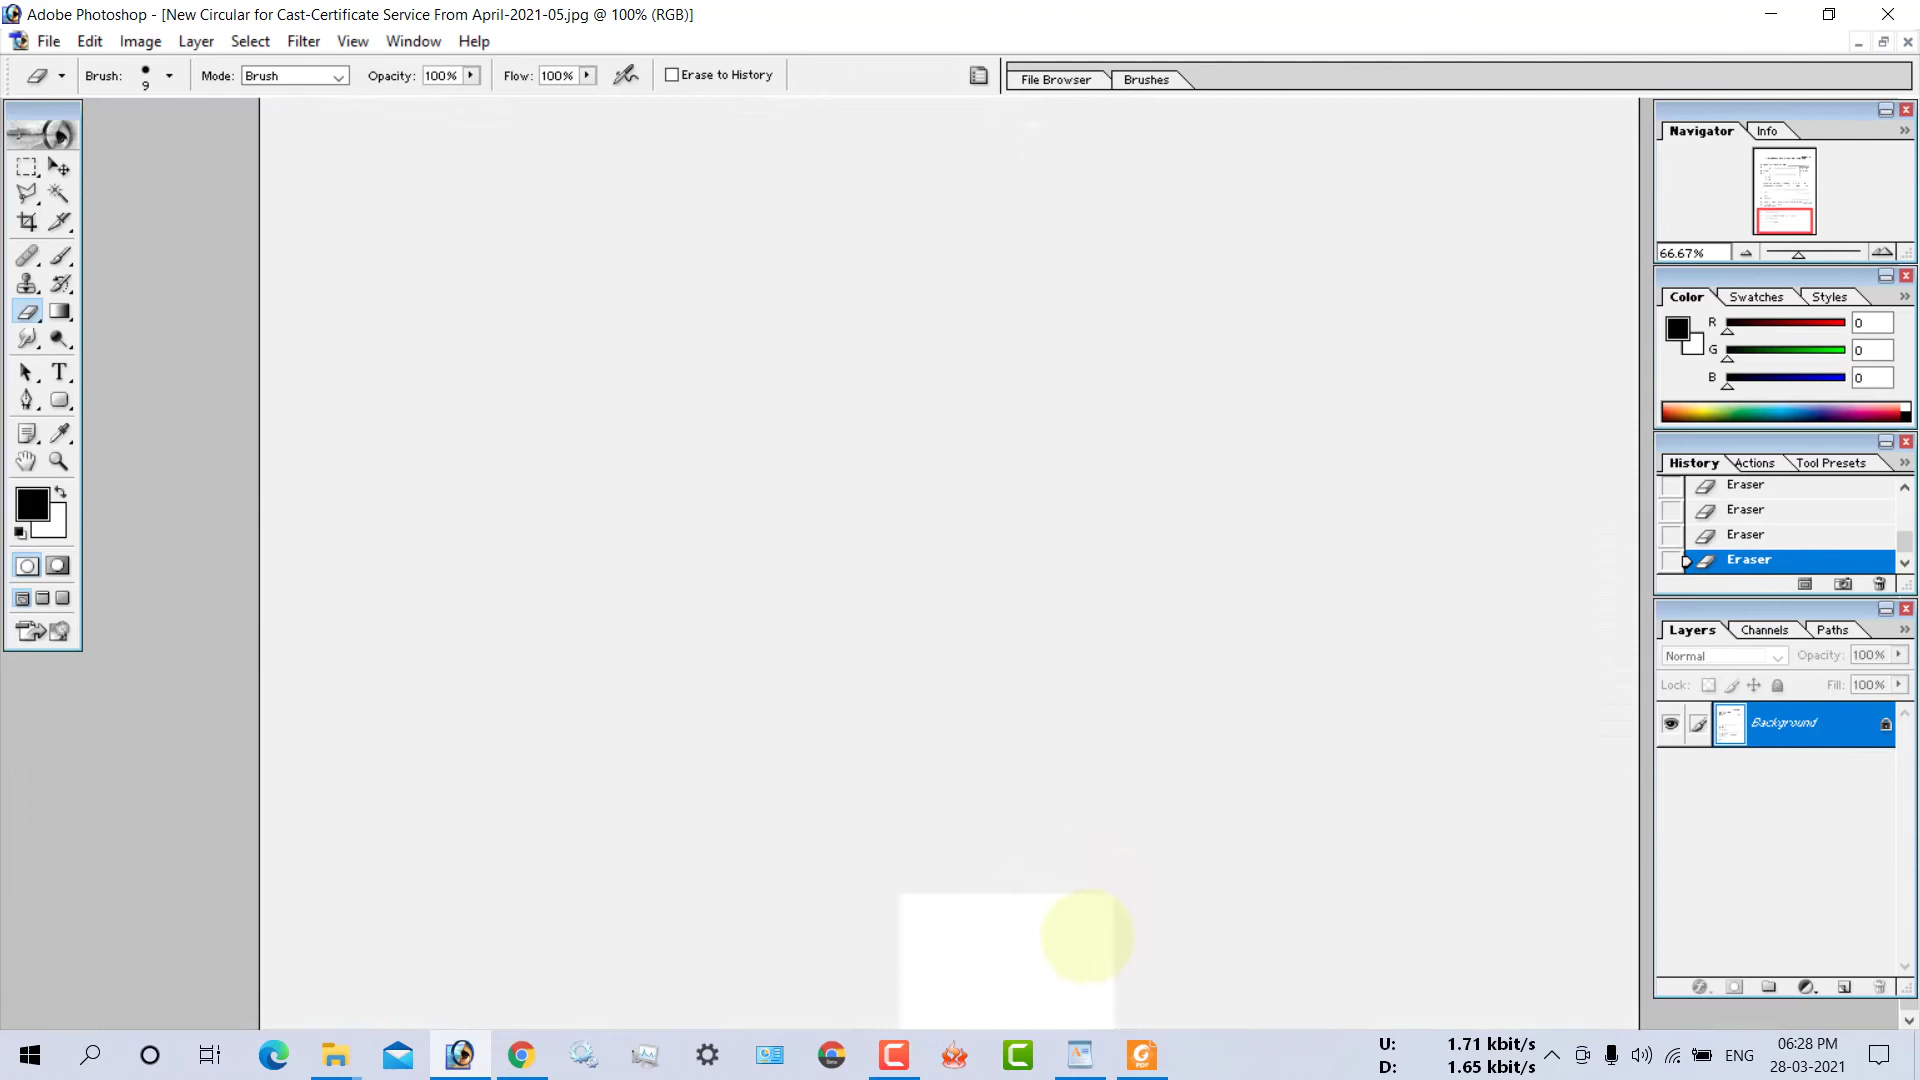 Adobe Photoshop - [New Circular for Cast-Certificate Service From April-2021-05.jpg @ 100% (RGB)]
File Edit Image Layer Select Filter View Window Help
Brush: 9 Mode: Brush Opacity: 100% Flow: 100% Erase to History File Browser Brushes
Navigator Info
66.67%
Color Swatches Styles
R 0
G 0
B 0
History Actions Tool Presets
Eraser
Eraser
Eraser
Eraser
Layers Channels Paths
Normal Opacity: 100%
Lock: Fill: 100%
Background
U: 1.71 kbit/s
D: 1.65 kbit/s
ENG
06:28 PM
28-03-2021